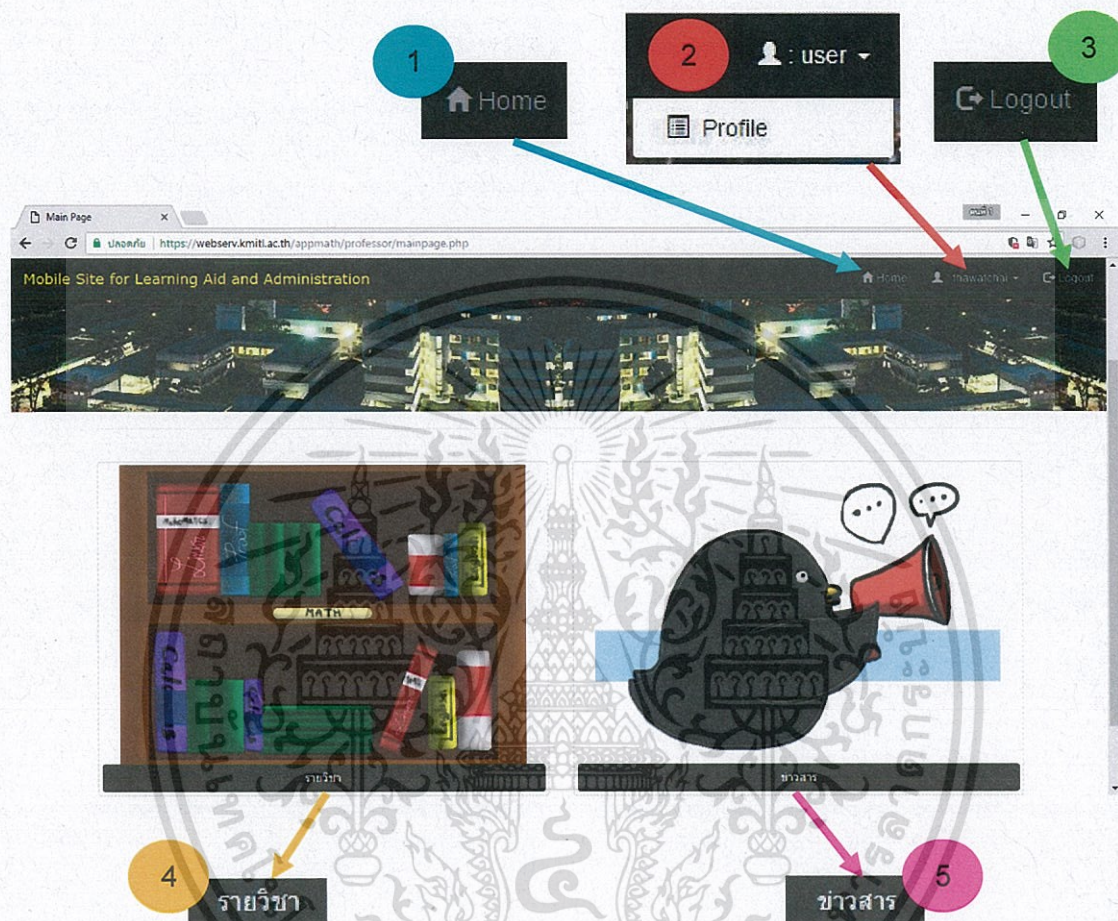 1
Home
2
: user
Profile
3
Logout
Main Page
ปลอดภัย | https://webserv.kmitl.ac.th/appmath/professor/mainpage.php
Mobile Site for Learning Aid and Administration
Home
: thawatchai
Logout
MATH
รายวิชา
ข่าวสาร
4
รายวิชา
ข่าวสาร
5